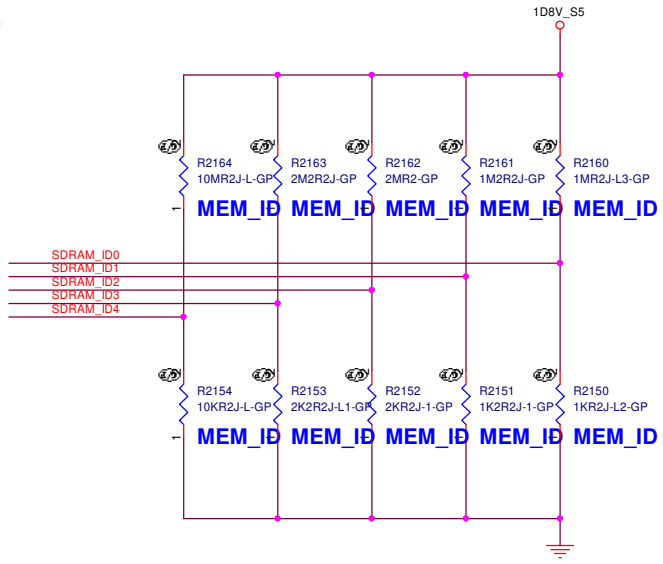 1D8V_S5
R2164
10MR2J-L-GP
MEM_ID
1
R2163
2M2R2J-GP
MEM_ID
R2162
2MR2-GP
MEM_ID
R2161
1M2R2J-GP
MEM_ID
R2160
1MR2J-L3-GP
MEM_ID
SDRAM_ID0
SDRAM_ID1
SDRAM_ID2
SDRAM_ID3
SDRAM_ID4
R2154
10KR2J-L-GP
MEM_ID
1
R2153
2K2R2J-L1-GP
MEM_ID
R2152
2KR2J-1-GP
MEM_ID
R2151
1K2R2J-1-GP
MEM_ID
R2150
1KR2J-L2-GP
MEM_ID